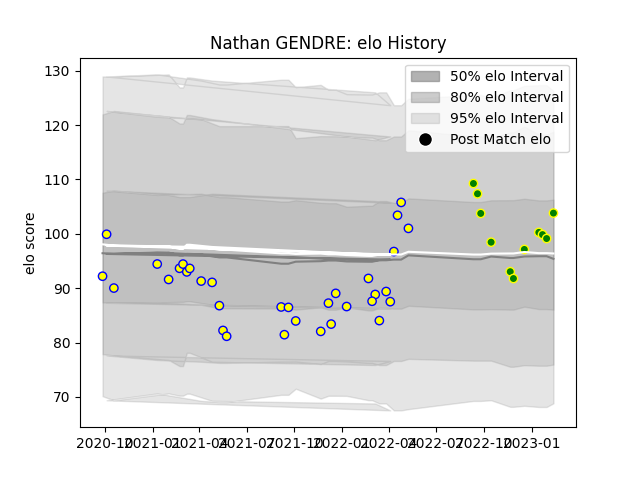 Nathan GENDRE: elo History
130
120
110
100
90
80
70
elo score
50% elo Interval
80% elo Interval
95% elo Interval
Post Match elo
2020-10
2021-01
2021-04
2021-07
2021-10
2022-01
2022-04
2022-07
2022-10
2023-01